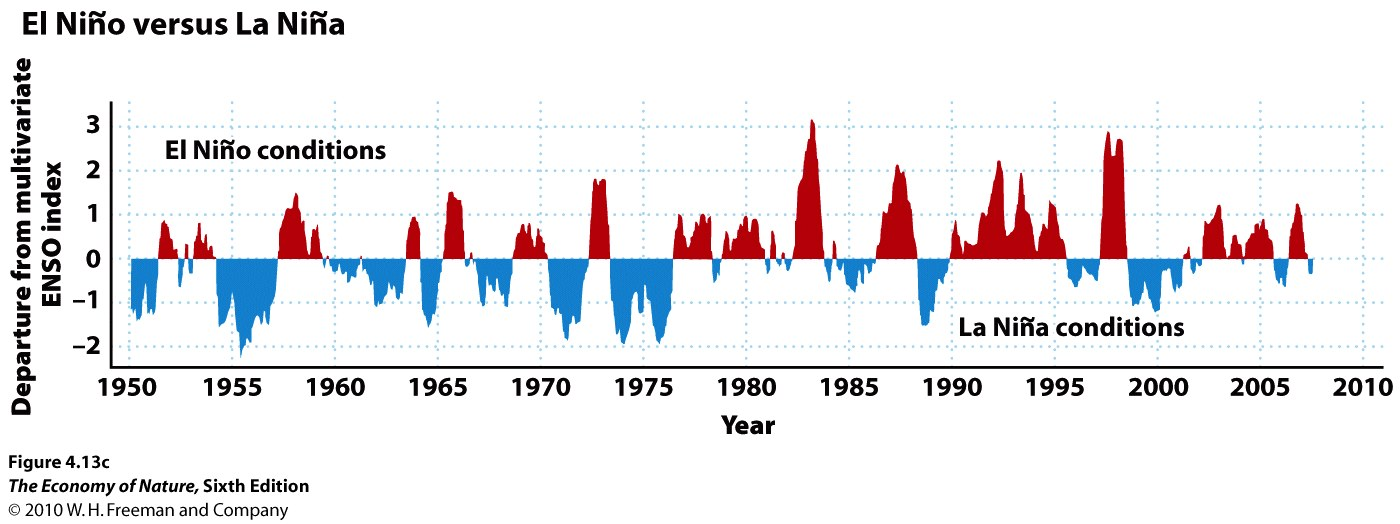 El Niño versus La Niña
Departure from multivariate
ENSO index
3
2
1
0
–1
–2
El Niño conditions
La Niña conditions
1950 1955 1960 1965 1970 1975 1980 1985 1990 1995 2000 2005 2010
Year
Figure 4.13c
The Economy of Nature, Sixth Edition
© 2010 W. H. Freeman and Company